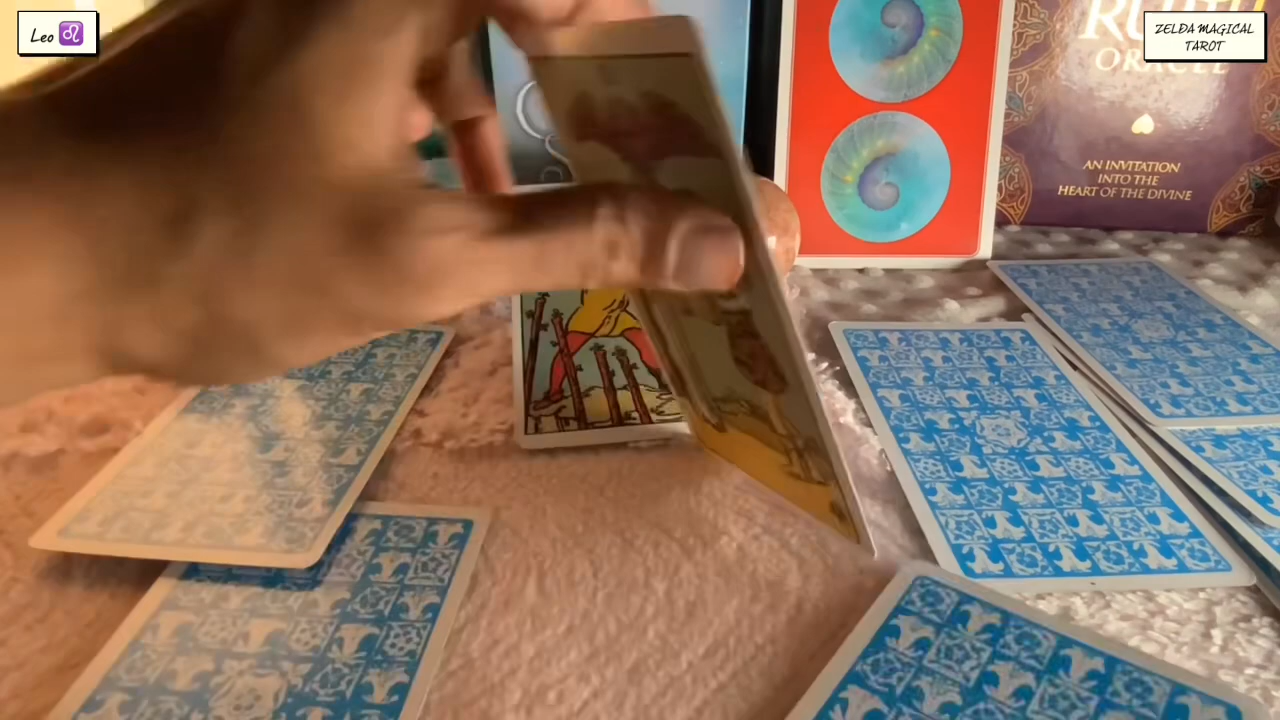 Leo ♌
ZELDA MAGICAL
TAROT
ORACLE
AN INVITATION
INTO THE
HEART OF THE DIVINE